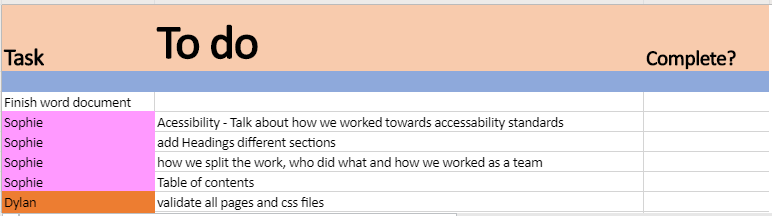 Task To do Complete?
Finish word document
Sophie Acessibility - Talk about how we worked towards accessability standards
Sophie add Headings different sections
Sophie how we split the work, who did what and how we worked as a team
Sophie Table of contents
Dylan validate all pages and css files